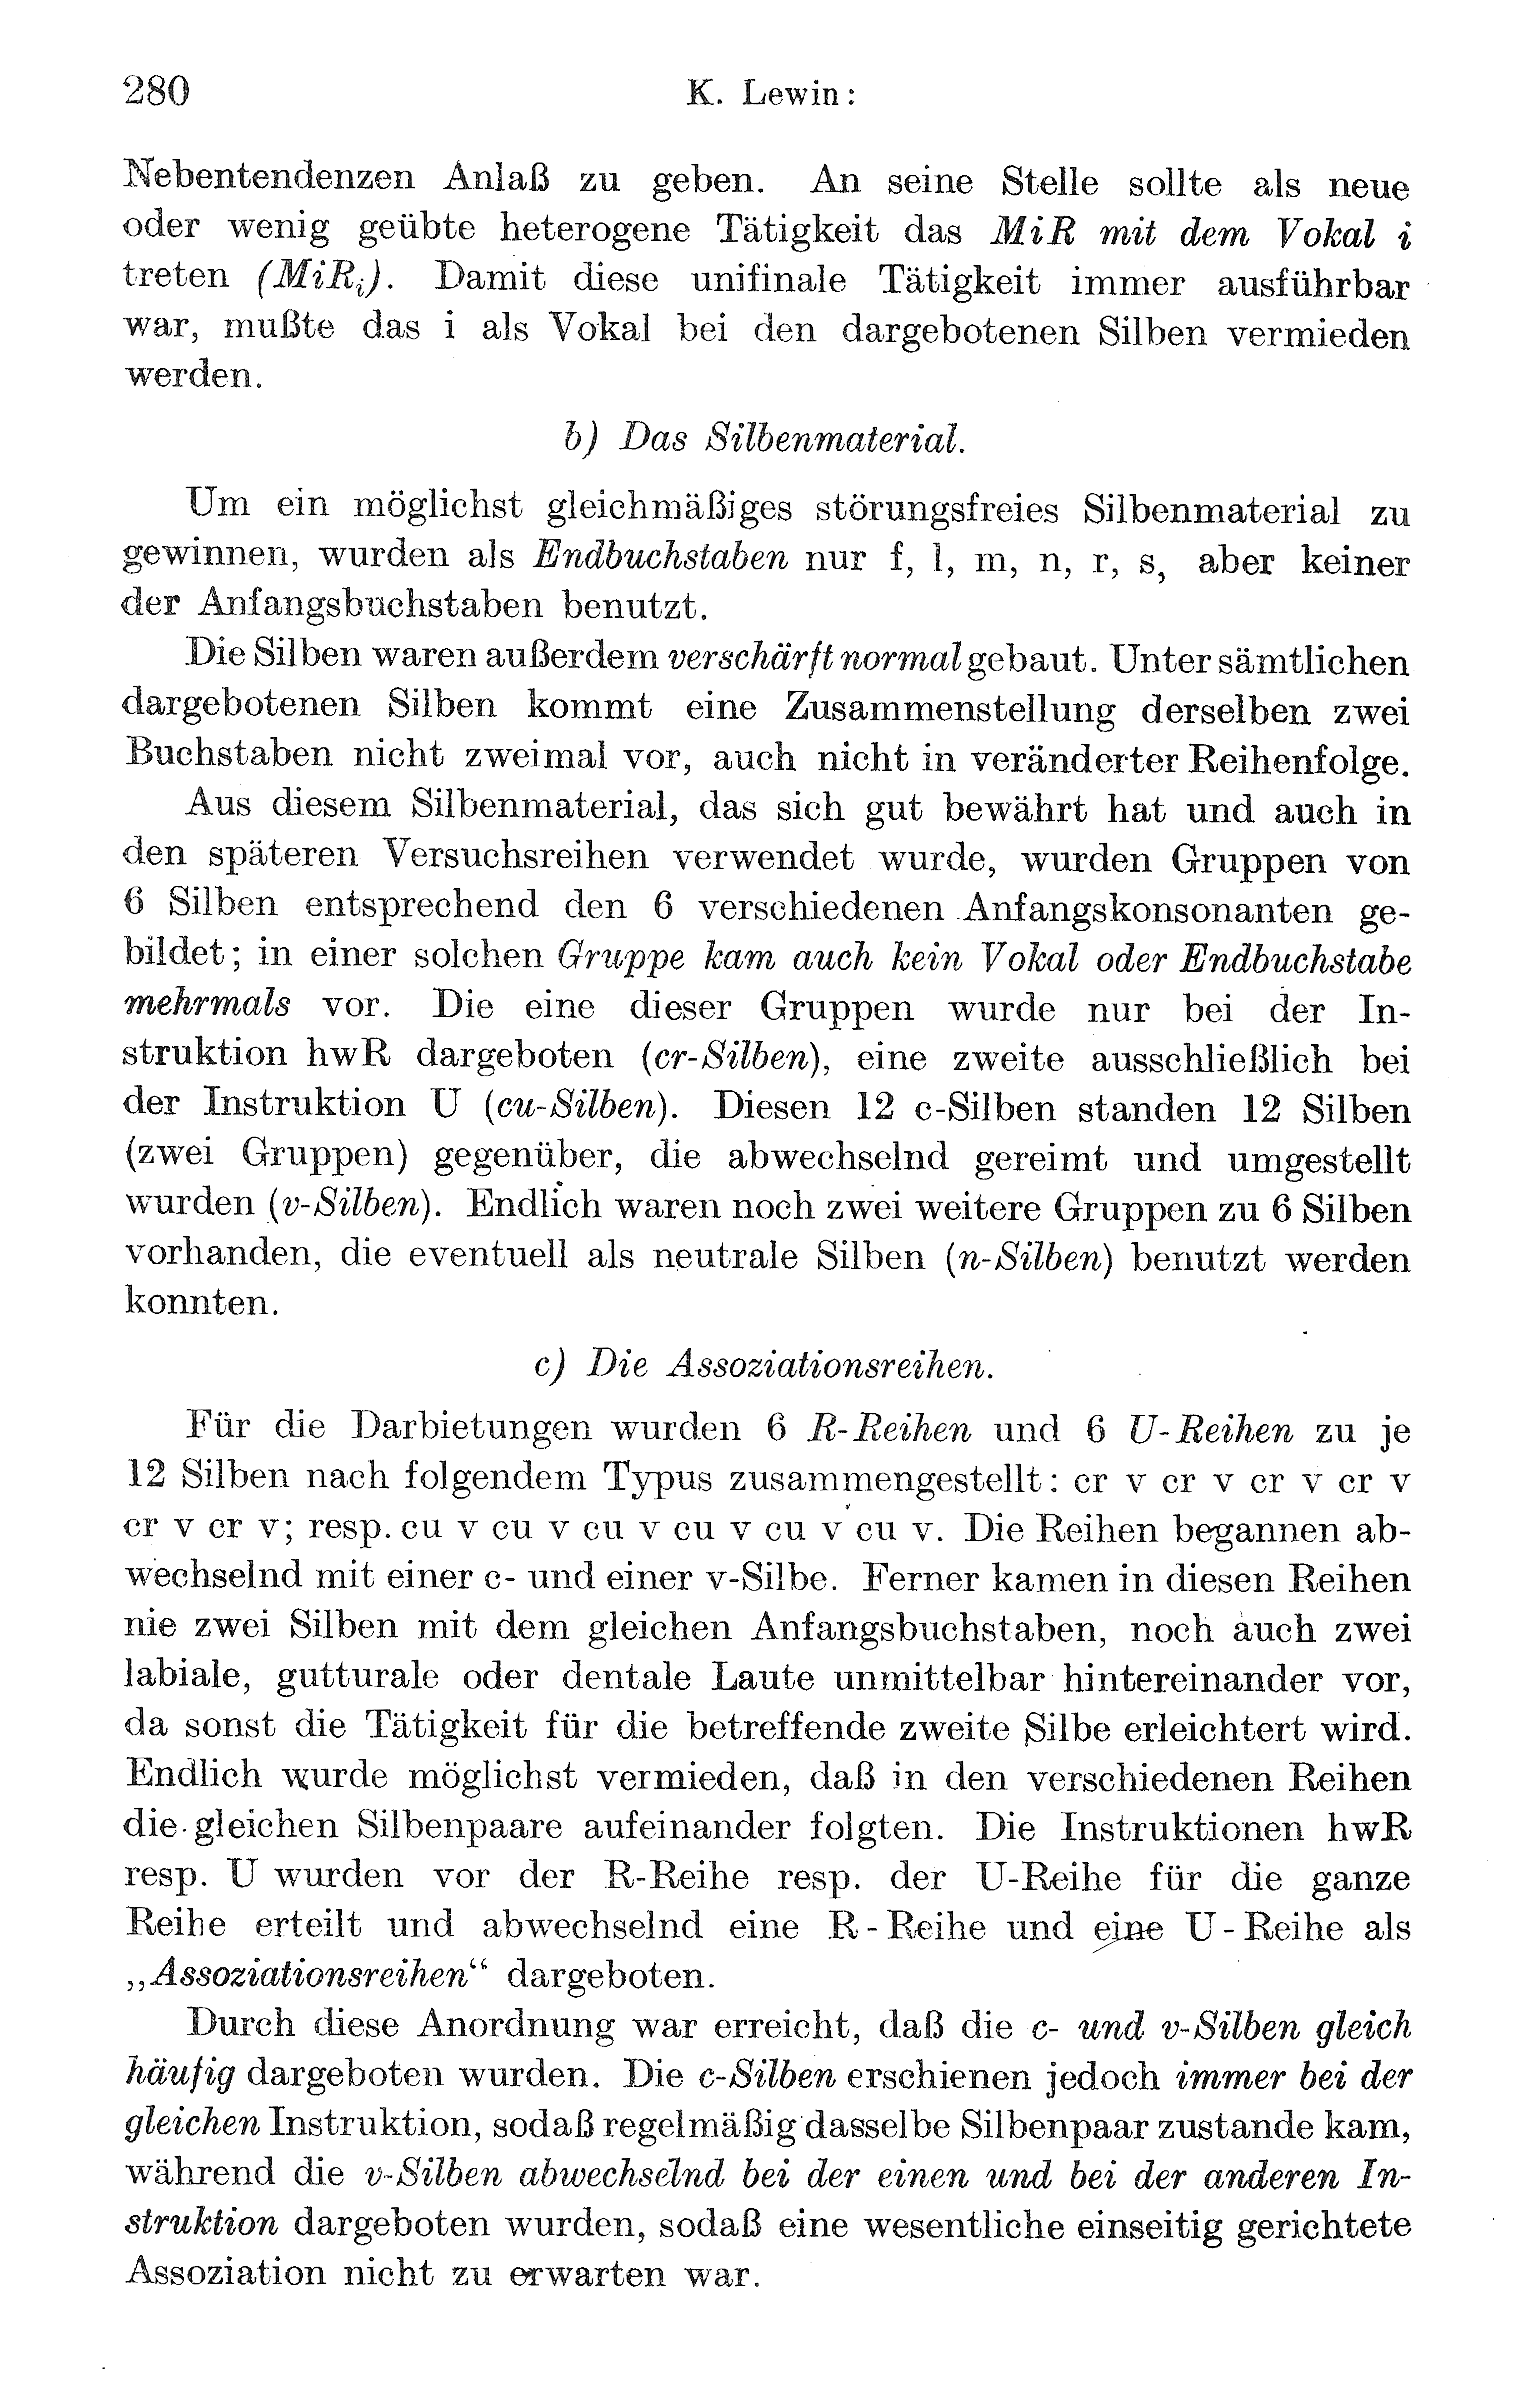 280
K. Lewin:
Nebentendenzen Anlaß zu geben. An seine Stelle sollte als neue
oder wenig geübte heterogene Tätigkeit das MiR mit dem Vokal i
treten (MiRᵢ). Damit diese unifinale Tätigkeit immer ausführbar
war, mußte das i als Vokal bei den dargebotenen Silben vermieden
werden.
b) Das Silbenmaterial.
Um ein möglichst gleichmäßiges störungsfreies Silbenmaterial zu
gewinnen, wurden als Endbuchstaben nur f, l, m, n, r, s, aber keiner
der Anfangsbuchstaben benutzt.
Die Silben waren außerdem verschärft normal gebaut. Unter sämtlichen
dargebotenen Silben kommt eine Zusammenstellung derselben zwei
Buchstaben nicht zweimal vor, auch nicht in veränderter Reihenfolge.
Aus diesem Silbenmaterial, das sich gut bewährt hat und auch in
den späteren Versuchsreihen verwendet wurde, wurden Gruppen von
6 Silben entsprechend den 6 verschiedenen Anfangskonsonanten ge-
bildet; in einer solchen Gruppe kam auch kein Vokal oder Endbuchstabe
mehrmals vor. Die eine dieser Gruppen wurde nur bei der In-
struktion hwR dargeboten (cr-Silben), eine zweite ausschließlich bei
der Instruktion U (cu-Silben). Diesen 12 c-Silben standen 12 Silben
(zwei Gruppen) gegenüber, die abwechselnd gereimt und umgestellt
wurden (v-Silben). Endlich waren noch zwei weitere Gruppen zu 6 Silben
vorhanden, die eventuell als neutrale Silben (n-Silben) benutzt werden
konnten.
c) Die Assoziationsreihen.
Für die Darbietungen wurden 6 R-Reihen und 6 U-Reihen zu je
12 Silben nach folgendem Typus zusammengestellt: cr v cr v cr v cr v
cr v cr v; resp. cu v cu v cu v cu v cu v cu v. Die Reihen begannen ab-
wechselnd mit einer c- und einer v-Silbe. Ferner kamen in diesen Reihen
nie zwei Silben mit dem gleichen Anfangsbuchstaben, noch auch zwei
labiale, gutturale oder dentale Laute unmittelbar hintereinander vor,
da sonst die Tätigkeit für die betreffende zweite Silbe erleichtert wird.
Endlich wurde möglichst vermieden, daß in den verschiedenen Reihen
die gleichen Silbenpaare aufeinander folgten. Die Instruktionen hwR
resp. U wurden vor der R-Reihe resp. der U-Reihe für die ganze
Reihe erteilt und abwechselnd eine R-Reihe und eine U-Reihe als
„Assoziationsreihen“ dargeboten.
Durch diese Anordnung war erreicht, daß die c- und v-Silben gleich
häufig dargeboten wurden. Die c-Silben erschienen jedoch immer bei der
gleichen Instruktion, sodaß regelmäßig dasselbe Silbenpaar zustande kam,
während die v-Silben abwechselnd bei der einen und bei der anderen In-
struktion dargeboten wurden, sodaß eine wesentliche einseitig gerichtete
Assoziation nicht zu erwarten war.